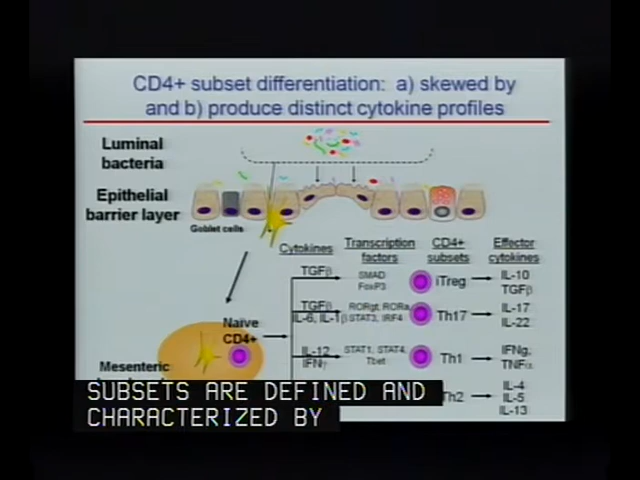 CD4+ subset differentiation: a) skewed by
and b) produce distinct cytokine profiles
Luminal
bacteria
Epithelial
barrier layer
Goblet cells
Cytokines
Transcription
factors
CD4+
subsets
Effector
cytokines
TGFβ
SMAD
FoxP3
iTreg
IL-10
TGFβ
TGFβ
IL-6, IL-1β
RORgt, RORa
STAT3, IRF4
Th17
IL-17
IL-22
Naïve
CD4+
IL-12
IFNγ
STAT1, STAT4,
Tbet
Th1
IFNg,
TNFα
Mesenteric
Th2
IL-4
IL-5
IL-13
SUBSETS ARE DEFINED AND
CHARACTERIZED BY